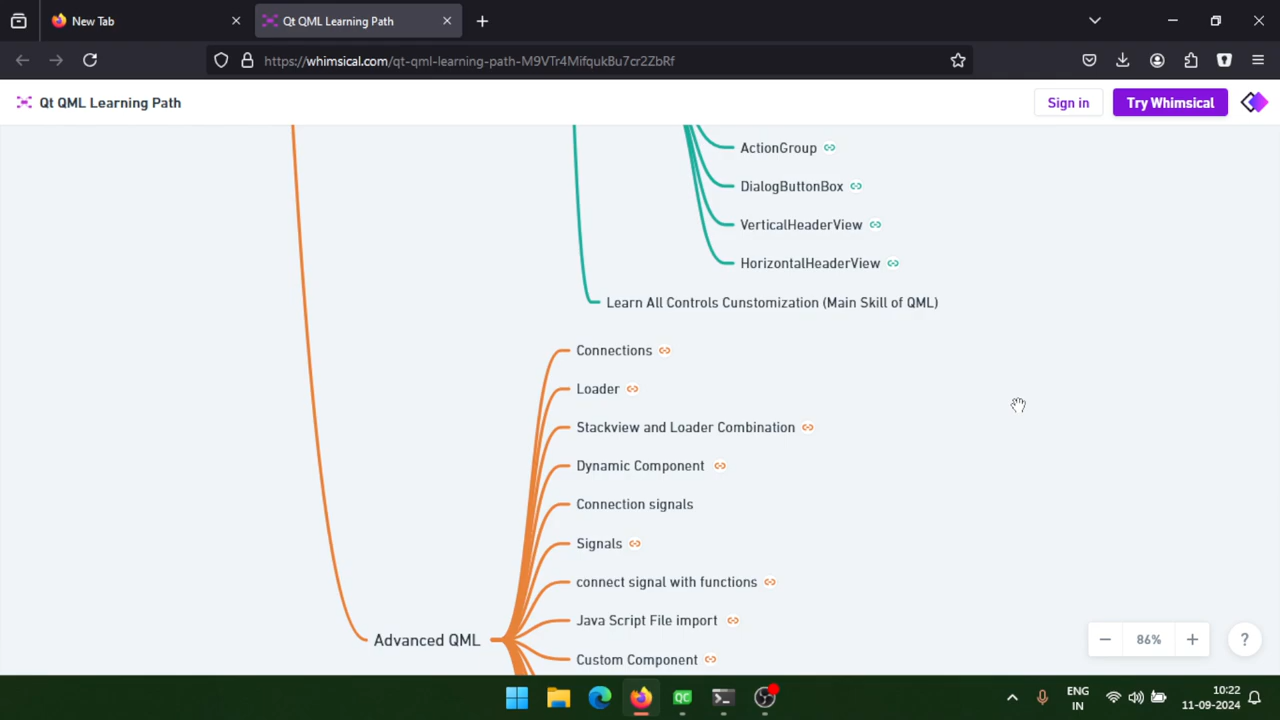 New Tab
Qt QML Learning Path
https://whimsical.com/qt-qml-learning-path-M9VTr4MifqukBu7cr2ZbRf
Qt QML Learning Path
Sign in
Try Whimsical
ActionGroup
DialogButtonBox
VerticalHeaderView
HorizontalHeaderView
Learn All Controls Cunstomization (Main Skill of QML)
Connections
Loader
Stackview and Loader Combination
Dynamic Component
Connection signals
Signals
connect signal with functions
Java Script File import
Advanced QML
Custom Component
86%
?
QC
ENG
IN
10:22
11-09-2024